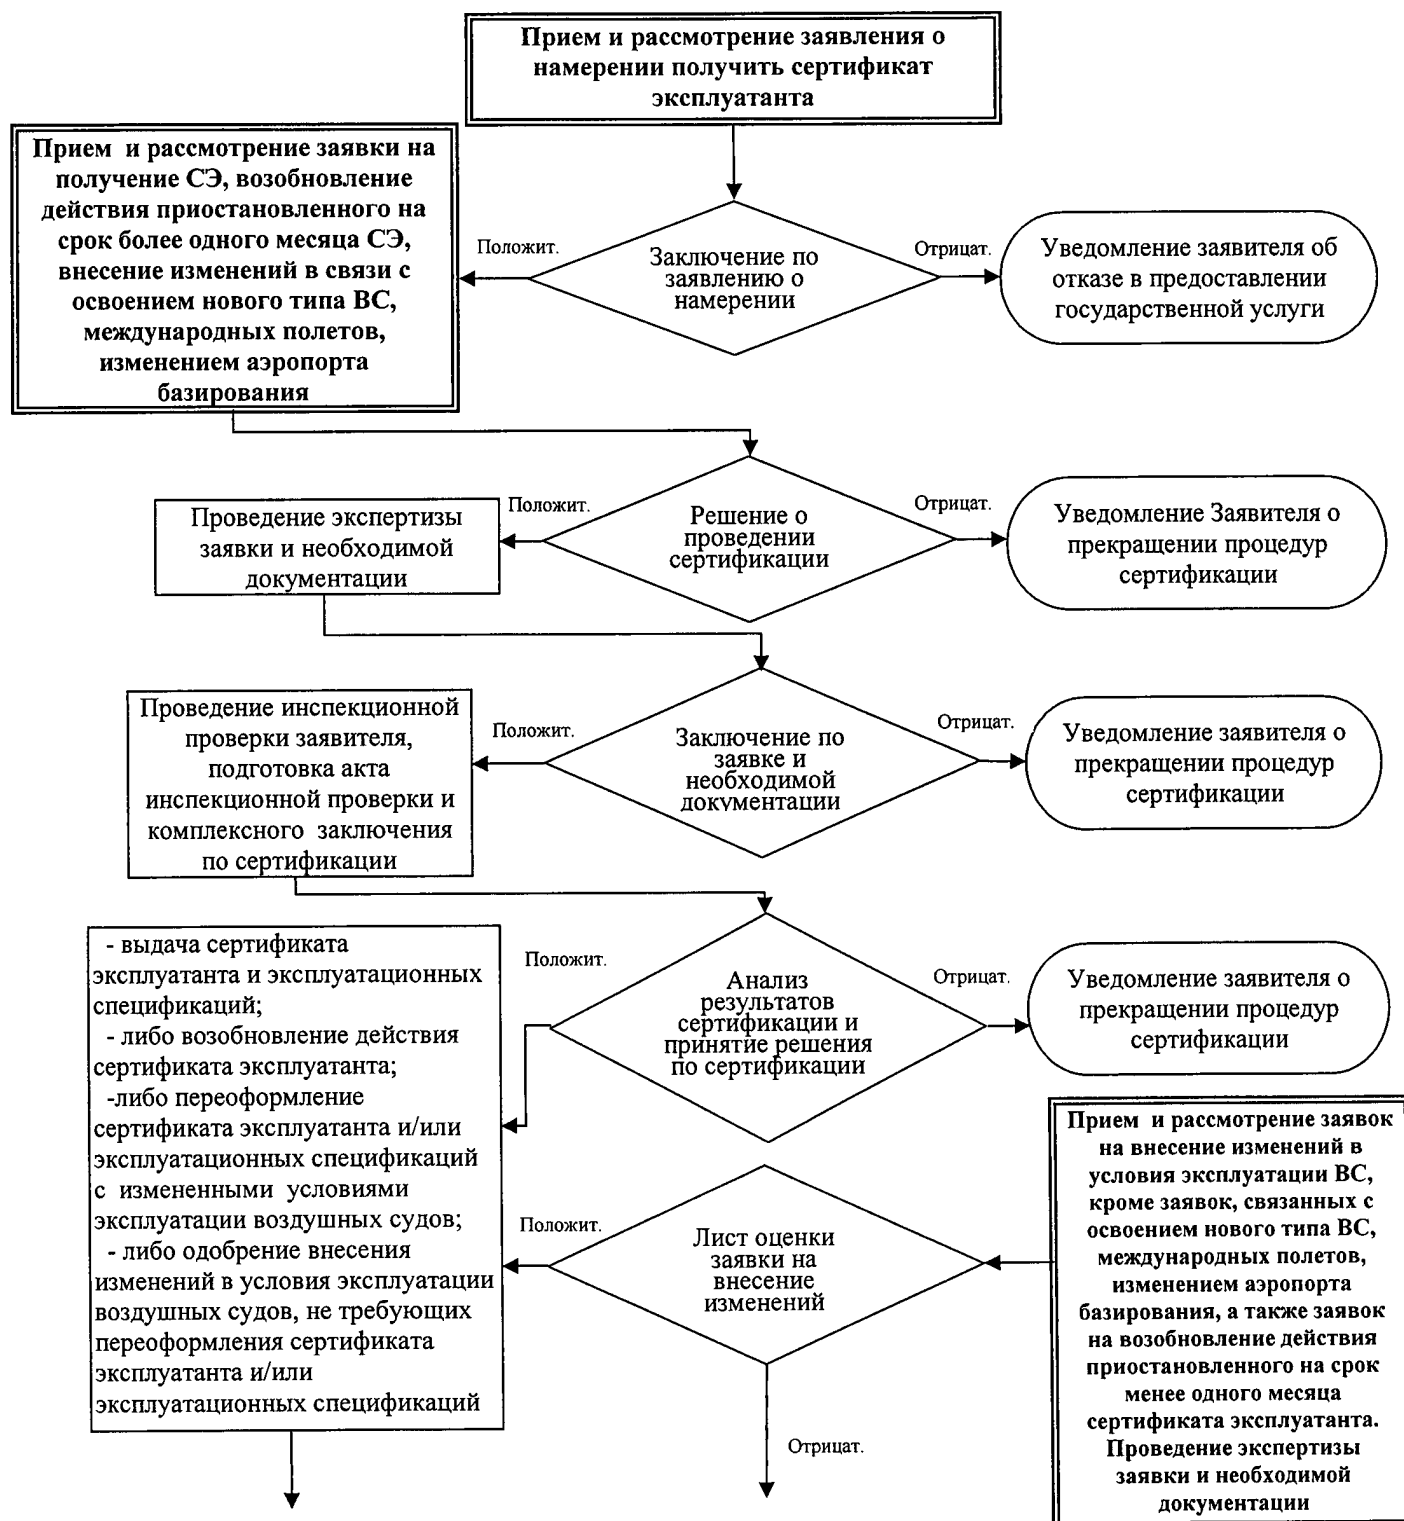 Прием и рассмотрение заявления о
намерении получить сертификат
эксплуатанта
Прием и рассмотрение заявки на
получение СЭ, возобновление
действия приостановленного на
срок более одного месяца СЭ,
внесение изменений в связи с
освоением нового типа ВС,
международных полетов,
изменением аэропорта
базирования
Положит.
Заключение по
заявлению о
намерении
Отрицат.
Уведомление заявителя об
отказе в предоставлении
государственной услуги
Проведение экспертизы
заявки и необходимой
документации
Положит.
Решение о
проведении
сертификации
Отрицат.
Уведомление Заявителя о
прекращении процедур
сертификации
Проведение инспекционной
проверки заявителя,
подготовка акта
инспекционной проверки и
комплексного заключения
по сертификации
Положит.
Заключение по
заявке и
необходимой
документации
Отрицат.
Уведомление заявителя о
прекращении процедур
сертификации
- выдача сертификата
эксплуатанта и эксплуатационных
спецификаций;
- либо возобновление действия
сертификата эксплуатанта;
-либо переоформление
сертификата эксплуатанта и/или
эксплуатационных спецификаций
с измененными условиями
эксплуатации воздушных судов;
- либо одобрение внесения
изменений в условия эксплуатации
воздушных судов, не требующих
переоформления сертификата
эксплуатанта и/или
эксплуатационных спецификаций
Положит.
Анализ
результатов
сертификации и
принятие решения
по сертификации
Отрицат.
Уведомление заявителя о
прекращении процедур
сертификации
Положит.
Лист оценки
заявки на
внесение
изменений
Отрицат.
Прием и рассмотрение заявок
на внесение изменений в
условия эксплуатации ВС,
кроме заявок, связанных с
освоением нового типа ВС,
международных полетов,
изменением аэропорта
базирования, а также заявок
на возобновление действия
приостановленного на срок
менее одного месяца
сертификата эксплуатанта.
Проведение экспертизы
заявки и необходимой
документации